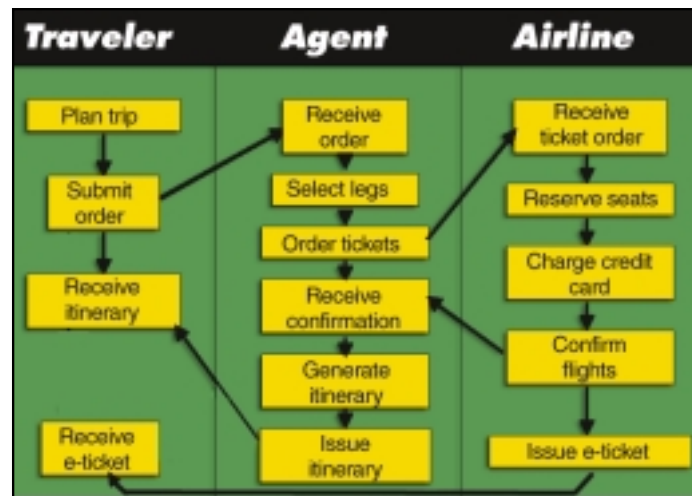 Traveler
Agent
Airline
Plan trip
Submit
order
Receive
itinerary
Receive
e-ticket
Receive
order
Select legs
Order tickets
Receive
confirmation
Generate
itinerary
Issue
itinerary
Receive
ticket order
Reserve seats
Charge credit
card
Confirm
flights
Issue e-ticket